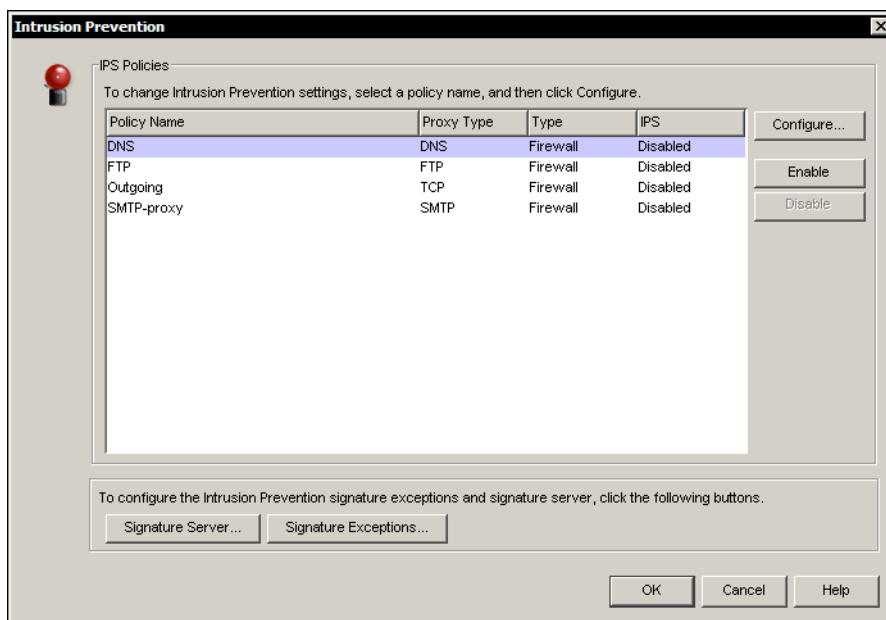 Intrusion Prevention
IPS Policies
To change Intrusion Prevention settings, select a policy name, and then click Configure.
Policy Name Proxy Type Type IPS
Configure...
DNS DNS Firewall Disabled
FTP FTP Firewall Disabled
Enable
Outgoing TCP Firewall Disabled
SMTP-proxy SMTP Firewall Disabled
Disable
To configure the Intrusion Prevention signature exceptions and signature server, click the following buttons.
Signature Server... Signature Exceptions...
OK Cancel Help